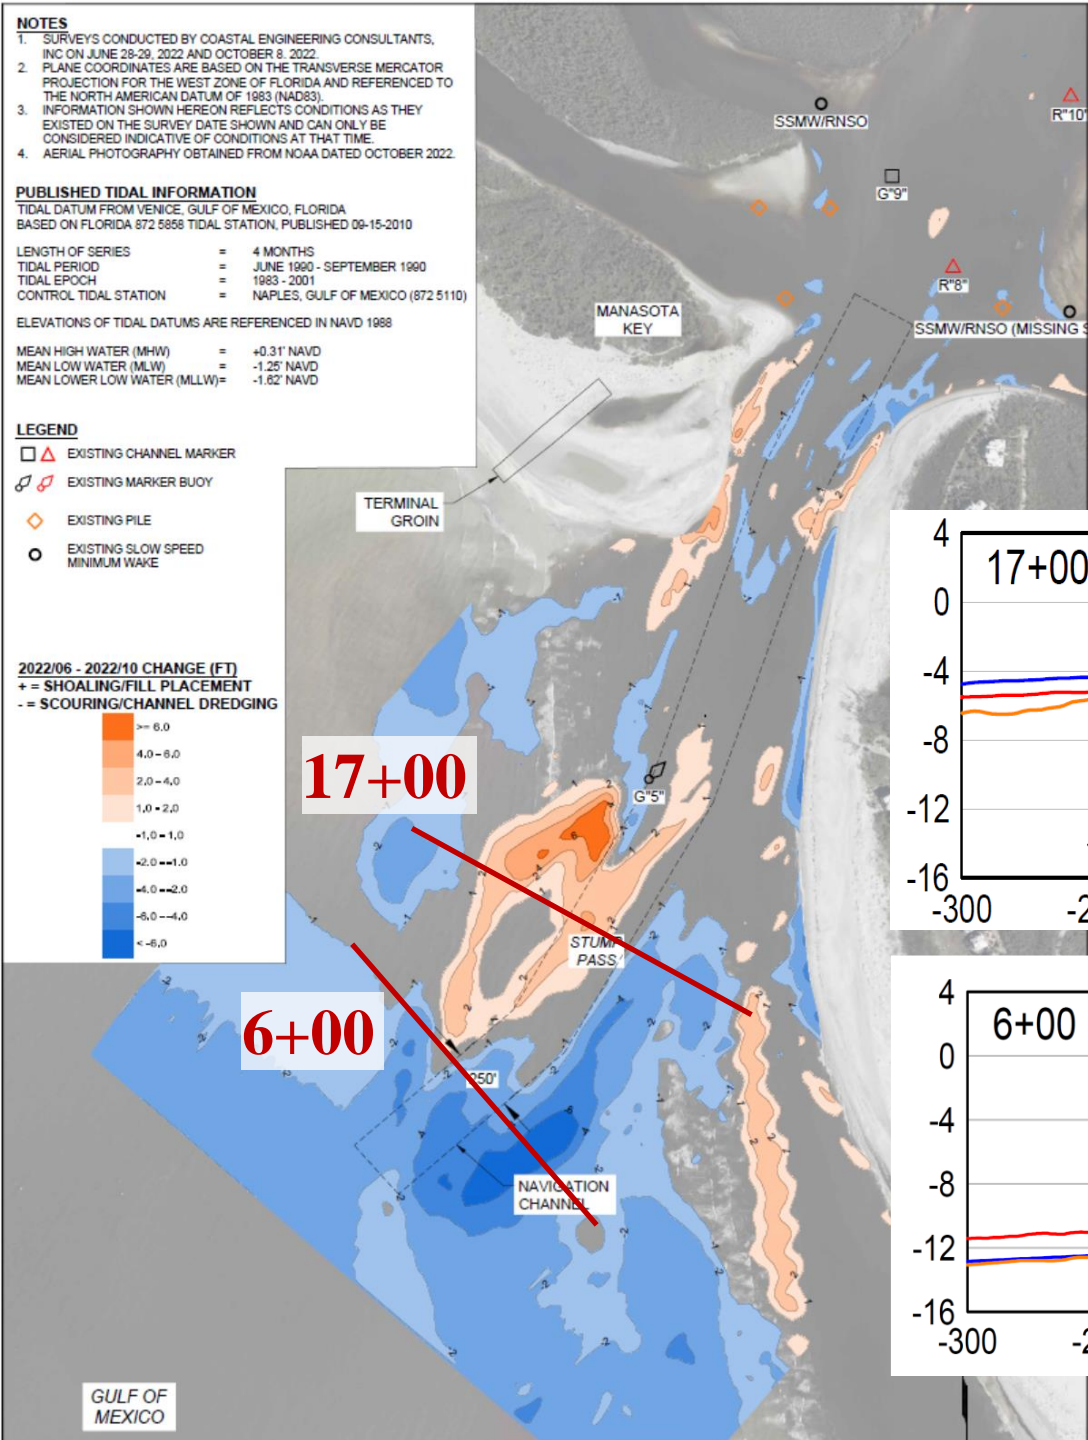 NOTES
1. SURVEYS CONDUCTED BY COASTAL ENGINEERING CONSULTANTS,
INC ON JUNE 28-29, 2022 AND OCTOBER 8. 2022.
2. PLANE COORDINATES ARE BASED ON THE TRANSVERSE MERCATOR
PROJECTION FOR THE WEST ZONE OF FLORIDA AND REFERENCED TO
THE NORTH AMERICAN DATUM OF 1983 (NAD83).
3. INFORMATION SHOWN HEREON REFLECTS CONDITIONS AS THEY
EXISTED ON THE SURVEY DATE SHOWN AND CAN ONLY BE
CONSIDERED INDICATIVE OF CONDITIONS AT THAT TIME.
4. AERIAL PHOTOGRAPHY OBTAINED FROM NOAA DATED OCTOBER 2022.
PUBLISHED TIDAL INFORMATION
TIDAL DATUM FROM VENICE, GULF OF MEXICO, FLORIDA
BASED ON FLORIDA 872 5858 TIDAL STATION, PUBLISHED 09-15-2010
LENGTH OF SERIES = 4 MONTHS
TIDAL PERIOD = JUNE 1990 - SEPTEMBER 1990
TIDAL EPOCH = 1983 - 2001
CONTROL TIDAL STATION = NAPLES, GULF OF MEXICO (872 5110)
ELEVATIONS OF TIDAL DATUMS ARE REFERENCED IN NAVD 1988
MEAN HIGH WATER (MHW) = +0.31' NAVD
MEAN LOW WATER (MLW) = -1.25' NAVD
MEAN LOWER LOW WATER (MLLW)= -1.62' NAVD
LEGEND
EXISTING CHANNEL MARKER
EXISTING MARKER BUOY
EXISTING PILE
EXISTING SLOW SPEED
MINIMUM WAKE
2022/06 - 2022/10 CHANGE (FT)
+ = SHOALING/FILL PLACEMENT
- = SCOURING/CHANNEL DREDGING
>= 6.0
4.0 - 6.0
2.0 - 4.0
1.0 - 2.0
-1.0 - 1.0
-2.0 - -1.0
-4.0 - -2.0
-6.0 - -4.0
< -6.0
SSMW/RNSO
R"10"
G"9"
R"8"
SSMW/RNSO (MISSING S
MANASOTA
KEY
TERMINAL
GROIN
G"5"
17+00
STUMP
PASS
6+00
250'
NAVIGATION
CHANNEL
GULF OF
MEXICO
17+00
4
0
-4
-8
-12
-16
-300
-2
6+00
4
0
-4
-8
-12
-16
-300
-2